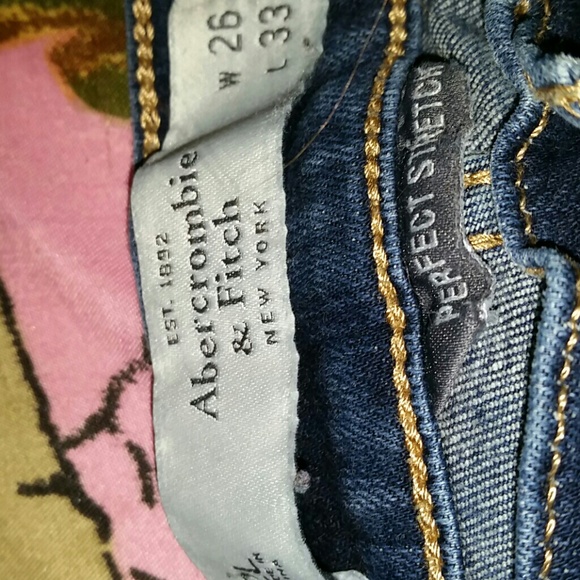 W 26
L 33
EST. 1892
Abercrombie
& Fitch
NEW YORK
PERFECT STRETCH